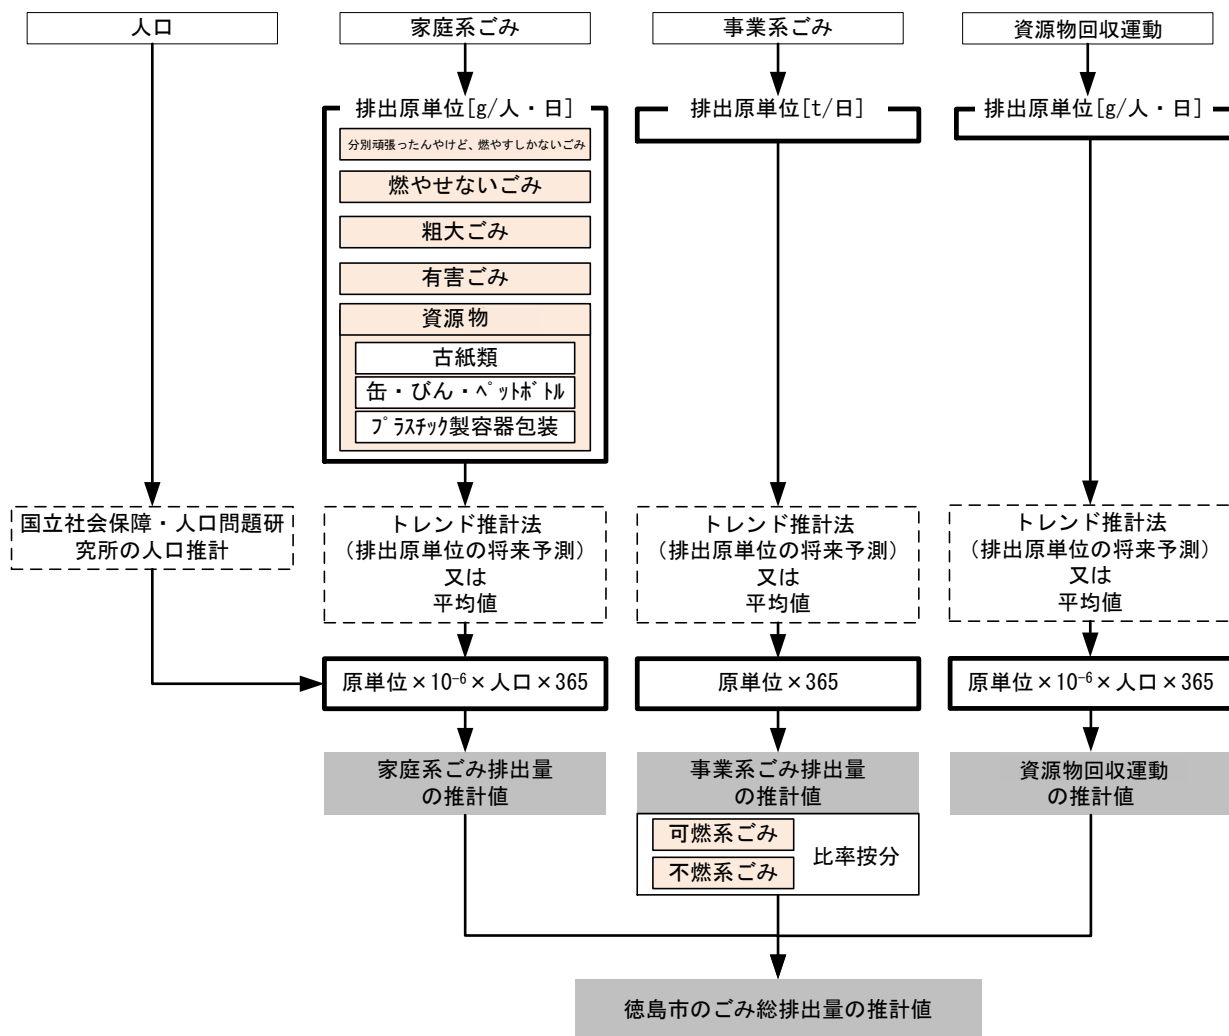 人口
家庭系ごみ
事業系ごみ
資源物回収運動
排出原単位[g/人・日]
排出原単位[t/日]
排出原単位[g/人・日]
分別頑張ったんやけど、燃やすしかないごみ
燃やせないごみ
粗大ごみ
有害ごみ
資源物
古紙類
缶・びん・ﾍﾟｯﾄﾎﾞﾄﾙ
ﾌﾟﾗｽﾁｯｸ製容器包装
国立社会保障・人口問題研
究所の人口推計
トレンド推計法
(排出原単位の将来予測)
又は
平均値
トレンド推計法
(排出原単位の将来予測)
又は
平均値
トレンド推計法
(排出原単位の将来予測)
又は
平均値
原単位×10⁻⁶×人口×365
原単位×365
原単位×10⁻⁶×人口×365
家庭系ごみ排出量
の推計値
事業系ごみ排出量
の推計値
資源物回収運動
の推計値
可燃系ごみ
不燃系ごみ
比率按分
徳島市のごみ総排出量の推計値